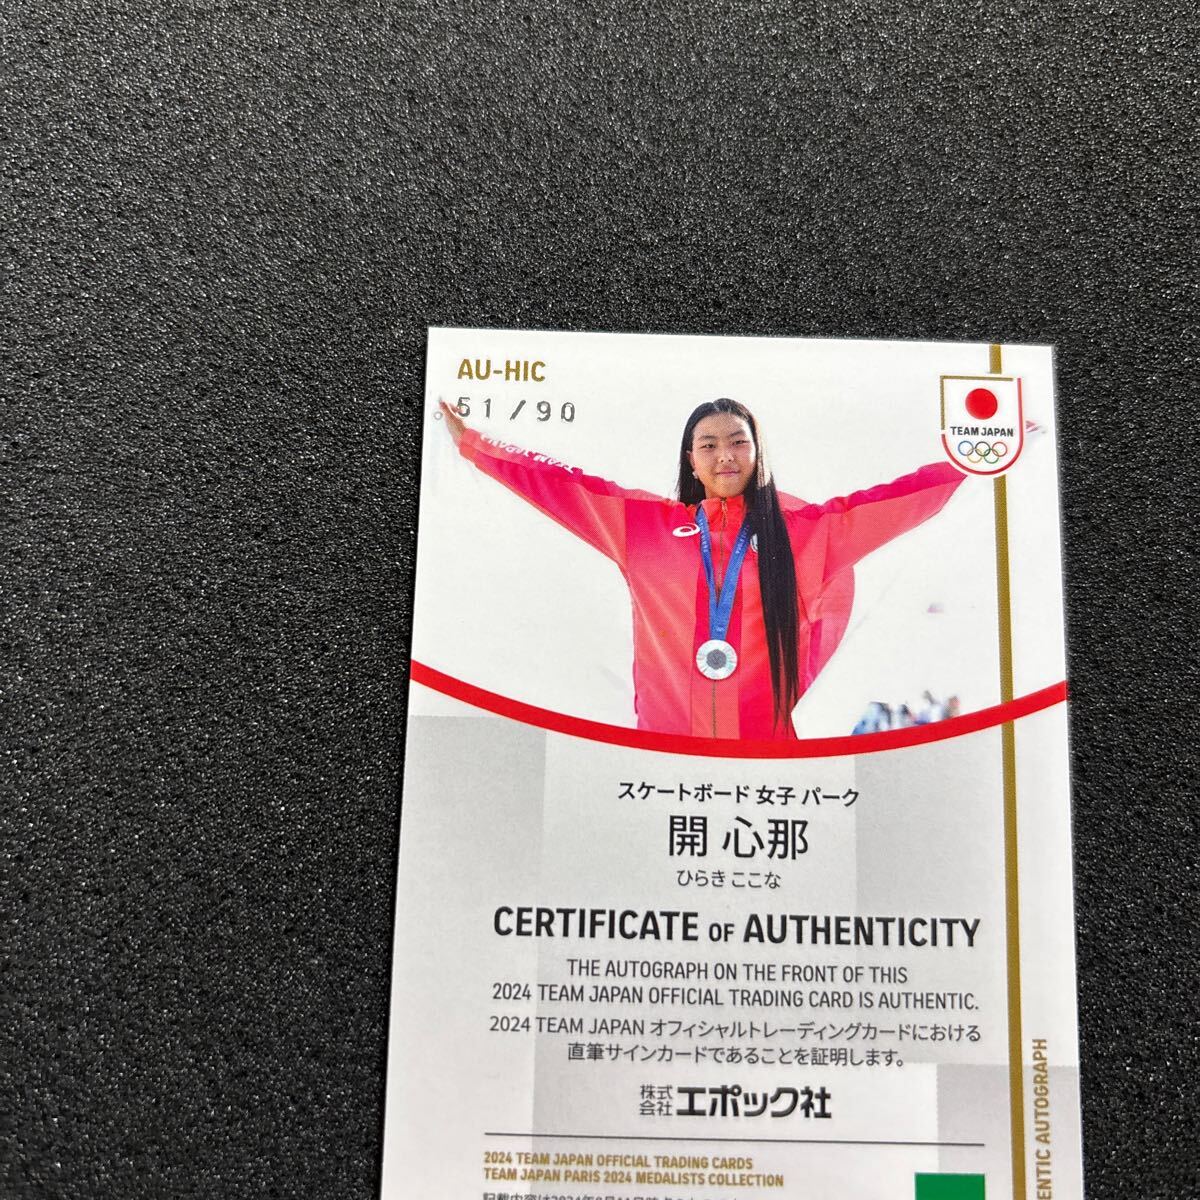 AU-HIC
51/90
TEAM JAPAN
スケートボード 女子 パーク
開 心那
ひらき ここな
CERTIFICATE OF AUTHENTICITY
THE AUTOGRAPH ON THE FRONT OF THIS
2024 TEAM JAPAN OFFICIAL TRADING CARD IS AUTHENTIC.
2024 TEAM JAPAN オフィシャルトレーディングカードにおける
直筆サインカードであることを証明します。
株式会社エポック社
2024 TEAM JAPAN OFFICIAL TRADING CARDS
TEAM JAPAN PARIS 2024 MEDALISTS COLLECTION
AUTOGRAPH